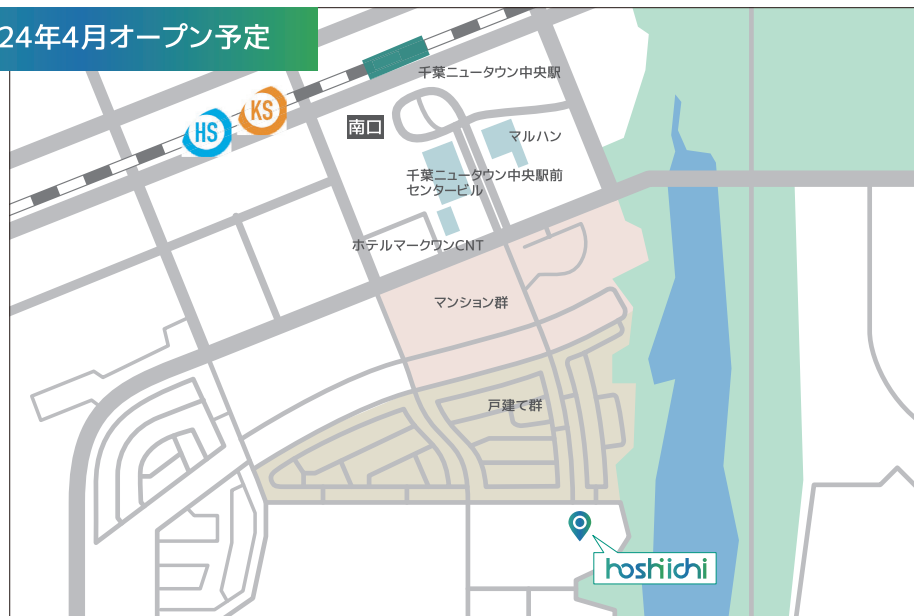 24年4月オープン予定
千葉ニュータウン中央駅
KS
HS
南口
マルハン
千葉ニュータウン中央駅前
センタービル
ホテルマークワンCNT
マンション群
戸建て群
hoshiichi